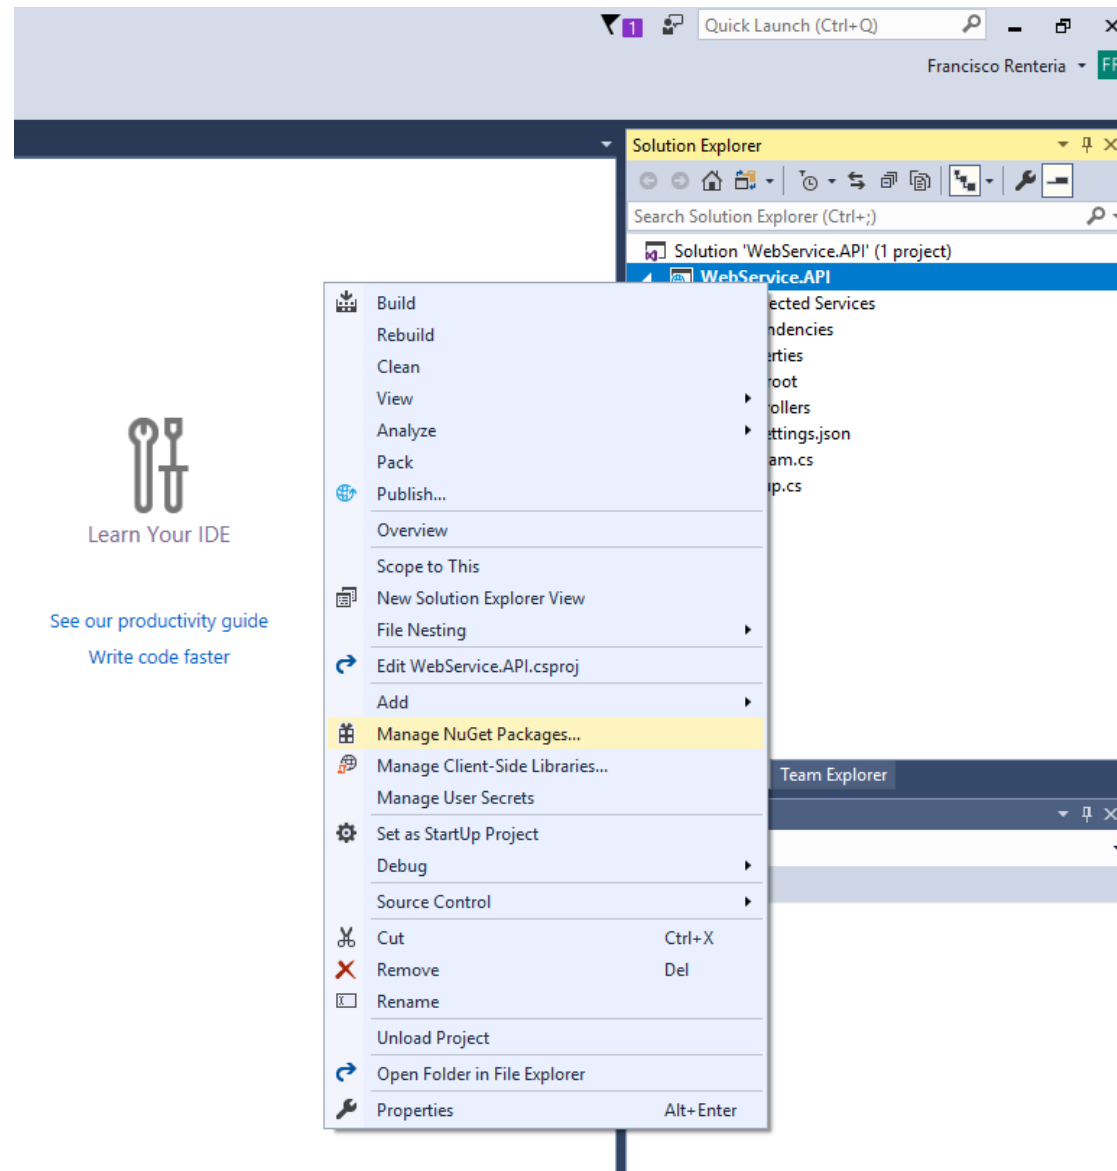 1
Quick Launch (Ctrl+Q)
Francisco Renteria
Solution Explorer
Search Solution Explorer (Ctrl+;)
Solution 'WebService.API' (1 project)
WebService.API
ected Services
ndencies
erties
root
rollers
ettings.json
am.cs
up.cs
Learn Your IDE
See our productivity guide
Write code faster
Build
Rebuild
Clean
View
Analyze
Pack
Publish...
Overview
Scope to This
New Solution Explorer View
File Nesting
Edit WebService.API.csproj
Add
Manage NuGet Packages...
Manage Client-Side Libraries...
Manage User Secrets
Set as StartUp Project
Debug
Source Control
Cut Ctrl+X
Remove Del
Rename
Unload Project
Open Folder in File Explorer
Properties Alt+Enter
Team Explorer